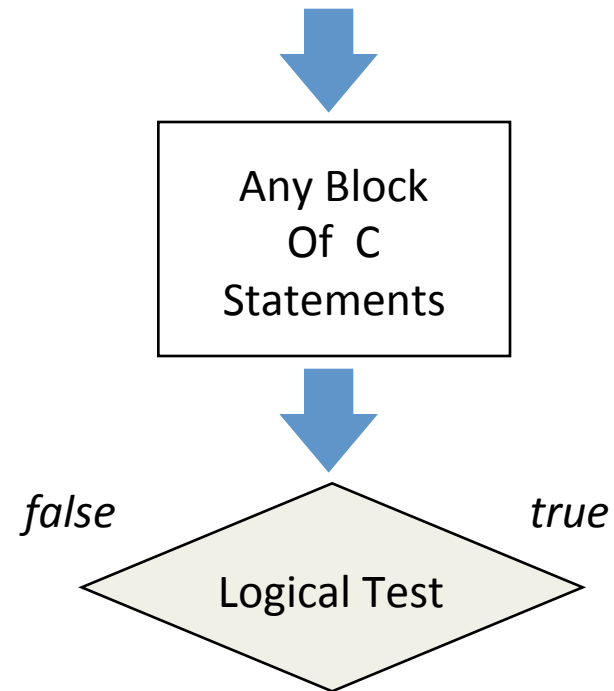 Any Block
Of C
Statements
false
true
Logical Test